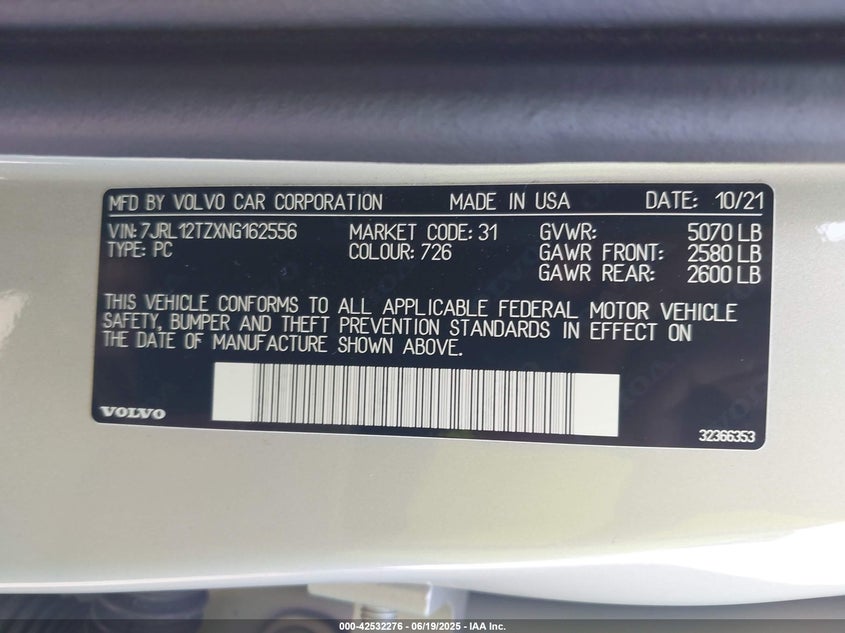 MFD BY VOLVO CAR CORPORATION MADE IN USA DATE: 10/21
VIN: 7JRL12TZXNG162556 MARKET CODE: 31 GVWR: 5070 LB
TYPE: PC COLOUR: 726 GAWR FRONT: 2580 LB
GAWR REAR: 2600 LB
THIS VEHICLE CONFORMS TO ALL APPLICABLE FEDERAL MOTOR VEHICLE
SAFETY, BUMPER AND THEFT PREVENTION STANDARDS IN EFFECT ON
THE DATE OF MANUFACTURE SHOWN ABOVE.
VOLVO
32366353
000-42532276 - 06/19/2025 - IAA Inc.